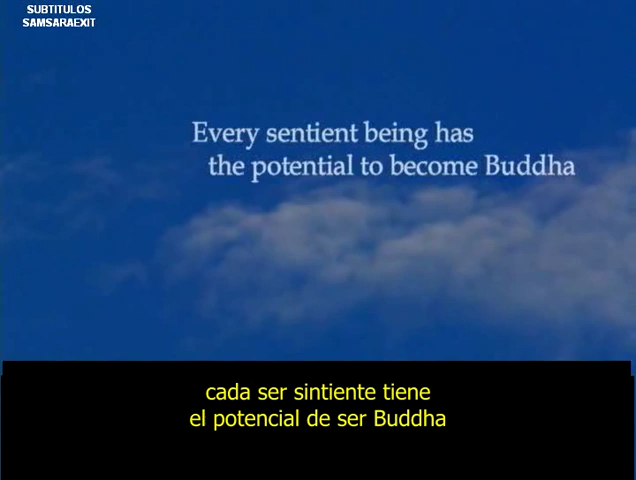 SUBTITULOS
SAMSARAEXIT
Every sentient being has
the potential to become Buddha
cada ser sintiente tiene
el potencial de ser Buddha